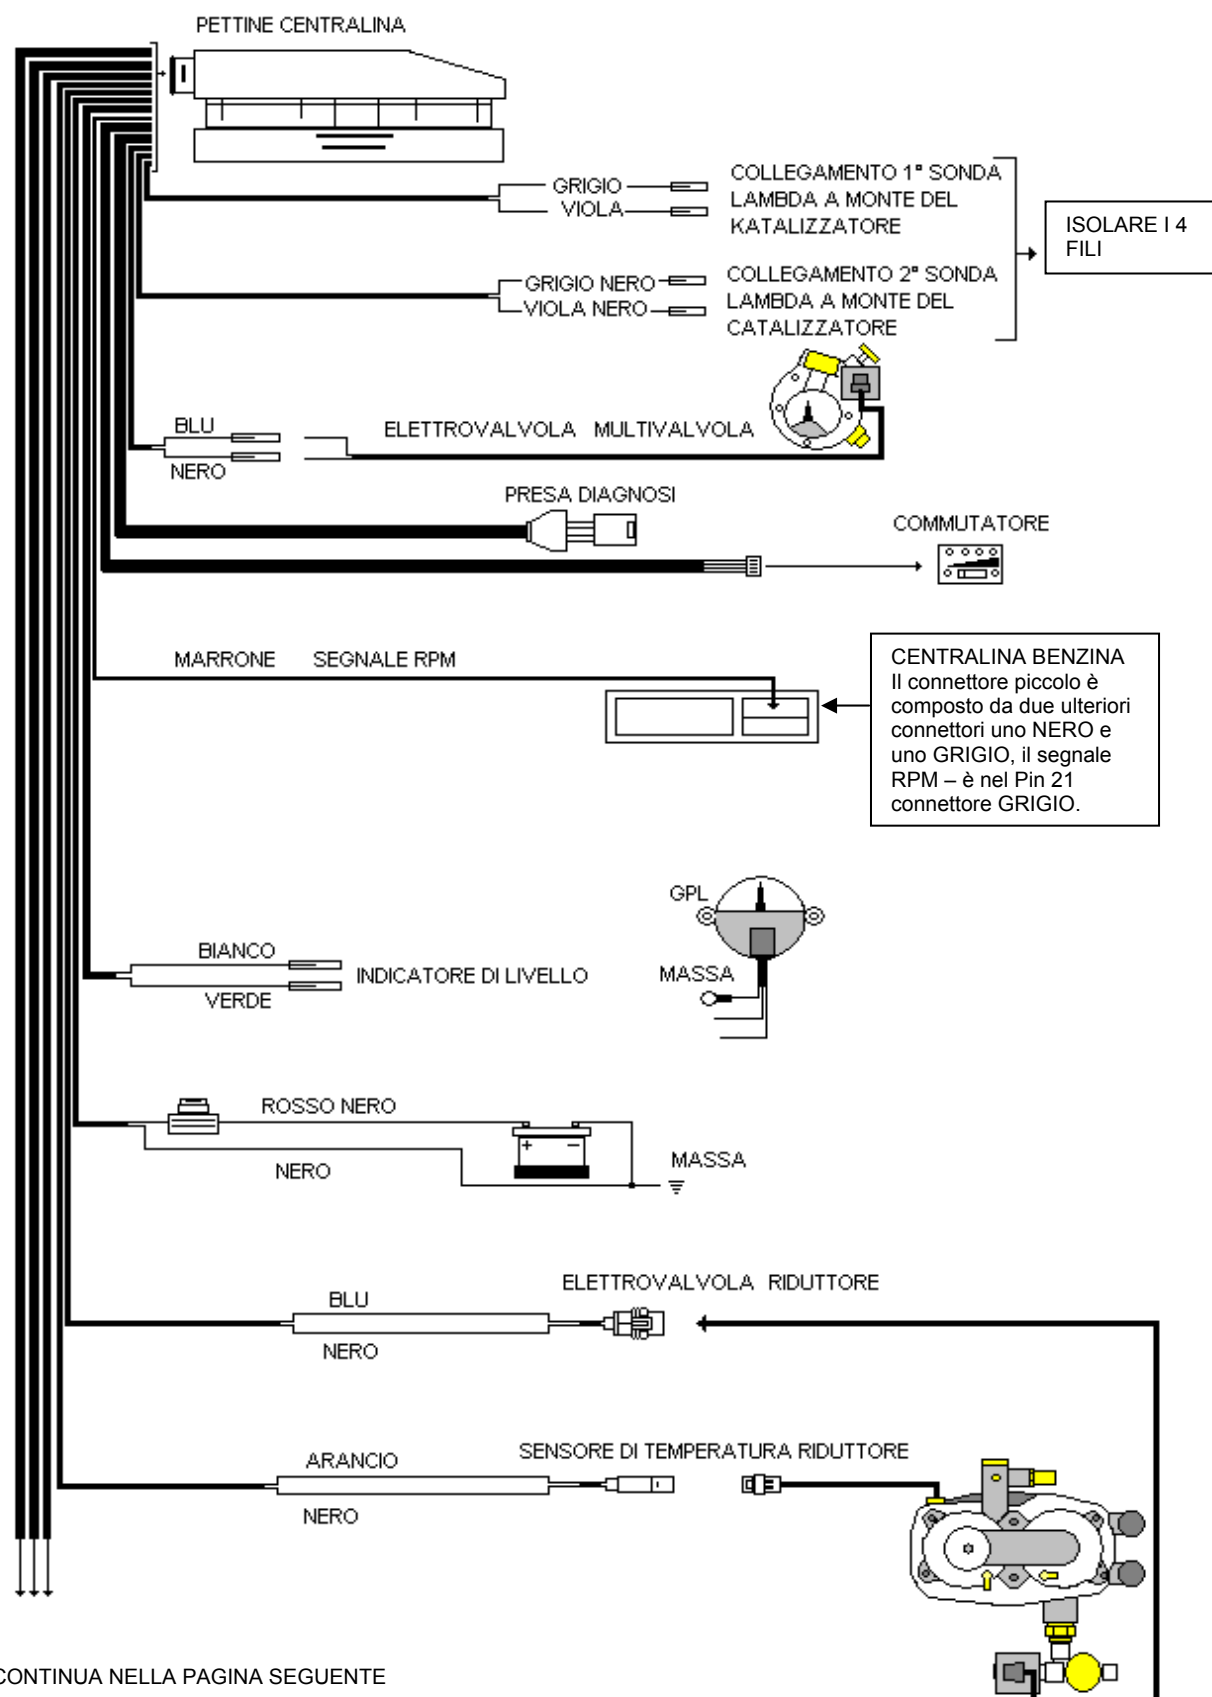 PETTINE CENTRALINA
GRIGIO
VIOLA
COLLEGAMENTO 1ª SONDA
LAMBDA A MONTE DEL
KATALIZZATORE
ISOLARE I 4
FILI
GRIGIO NERO
VIOLA NERO
COLLEGAMENTO 2ª SONDA
LAMBDA A MONTE DEL
CATALIZZATORE
BLU
NERO
ELETTROVALVOLA MULTIVALVOLA
PRESA DIAGNOSI
COMMUTATORE
MARRONE SEGNALE RPM
CENTRALINA BENZINA
Il connettore piccolo è
composto da due ulteriori
connettori uno NERO e
uno GRIGIO, il segnale
RPM – è nel Pin 21
connettore GRIGIO.
GPL
MASSA
BIANCO
VERDE
INDICATORE DI LIVELLO
ROSSO NERO
NERO
+ −
MASSA
ELETTROVALVOLA RIDUTTORE
BLU
NERO
SENSORE DI TEMPERATURA RIDUTTORE
ARANCIO
NERO
CONTINUA NELLA PAGINA SEGUENTE